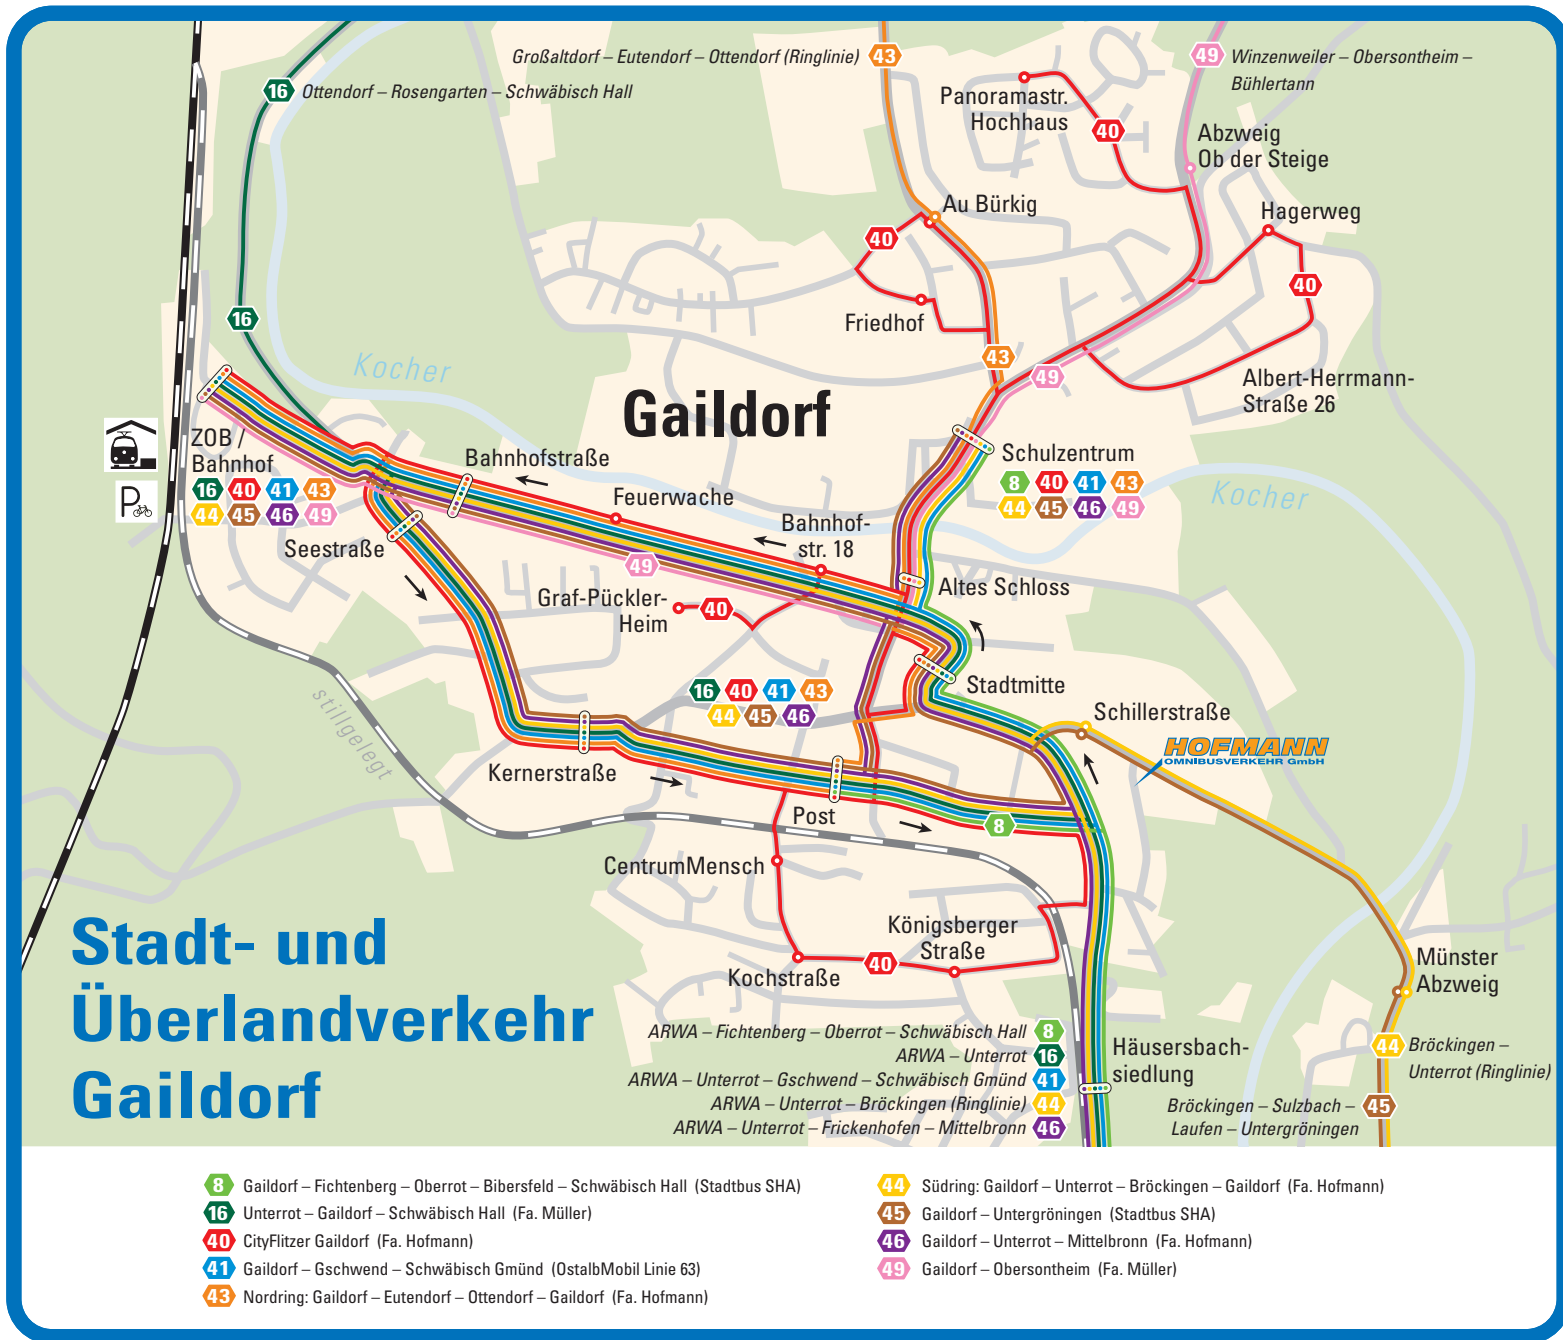 Großaltdorf – Eutendorf – Ottendorf (Ringlinie) 43
49 Winzenweiler – Obersontheim –
Bühlertann
16 Ottendorf – Rosengarten – Schwäbisch Hall
Panoramastr.
Hochhaus
40
Abzweig
Ob der Steige
Au Bürkig
Hagerweg
40
40
16
Friedhof
43
49
Kocher
Albert-Herrmann-
Straße 26
Gaildorf
ZOB /
Bahnhof
16 40 41 43
44 45 46 49
P
Bahnhofstraße
Feuerwache
Schulzentrum
8 40 41 43
44 45 46 49
Kocher
Bahnhof-
str. 18
Seestraße
49
Altes Schloss
Graf-Pückler-
Heim
40
Stadtmitte
16 40 41 43
44 45 46
Schillerstraße
stillgelegt
HOFMANN
OMNIBUSVERKEHR GmbH
Kernerstraße
Post
8
CentrumMensch
Königsberger
Straße
40
Kochstraße
Münster
Abzweig
Stadt- und
Überlandverkehr
Gaildorf
ARWA – Fichtenberg – Oberrot – Schwäbisch Hall 8
ARWA – Unterrot 16
ARWA – Unterrot – Gschwend – Schwäbisch Gmünd 41
ARWA – Unterrot – Bröckingen (Ringlinie) 44
ARWA – Unterrot – Frickenhofen – Mittelbronn 46
Häusersbach-
siedlung
44 Bröckingen –
Unterrot (Ringlinie)
Bröckingen – Sulzbach – 45
Laufen – Untergröningen
8 Gaildorf – Fichtenberg – Oberrot – Bibersfeld – Schwäbisch Hall (Stadtbus SHA)
16 Unterrot – Gaildorf – Schwäbisch Hall (Fa. Müller)
40 CityFlitzer Gaildorf (Fa. Hofmann)
41 Gaildorf – Gschwend – Schwäbisch Gmünd (OstalbMobil Linie 63)
43 Nordring: Gaildorf – Eutendorf – Ottendorf – Gaildorf (Fa. Hofmann)
44 Südring: Gaildorf – Unterrot – Bröckingen – Gaildorf (Fa. Hofmann)
45 Gaildorf – Untergröningen (Stadtbus SHA)
46 Gaildorf – Unterrot – Mittelbronn (Fa. Hofmann)
49 Gaildorf – Obersontheim (Fa. Müller)